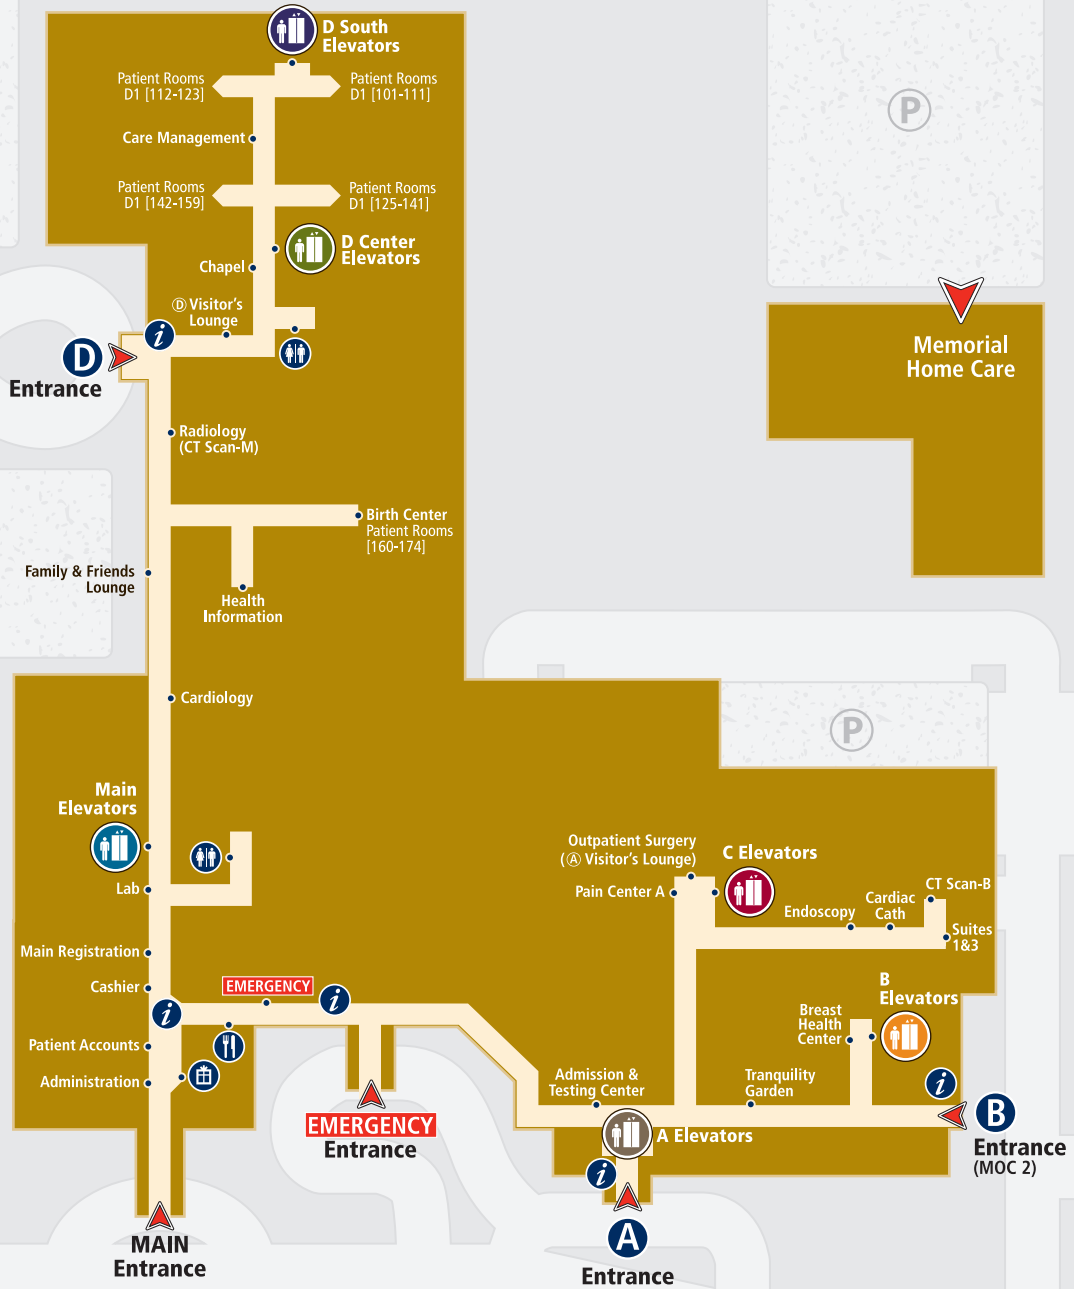 D South
Elevators
Patient Rooms
D1 [112-123]
Patient Rooms
D1 [101-111]
P
Care Management
Patient Rooms
D1 [142-159]
Patient Rooms
D1 [125-141]
D Center
Elevators
Chapel
D Visitor's
Lounge
i
D
Entrance
Memorial
Home Care
Radiology
(CT Scan-M)
Birth Center
Patient Rooms
[160-174]
Family & Friends
Lounge
Health
Information
Cardiology
P
Main
Elevators
Lab
Outpatient Surgery
(A Visitor's Lounge)
C Elevators
Pain Center A
Endoscopy
Cardiac
Cath
CT Scan-B
Suites
1&3
Main Registration
Cashier
EMERGENCY
i
i
B
Elevators
Breast
Health
Center
Patient Accounts
Administration
Admission &
Testing Center
Tranquility
Garden
i
B
Entrance
(MOC 2)
EMERGENCY
Entrance
A Elevators
i
MAIN
Entrance
A
Entrance